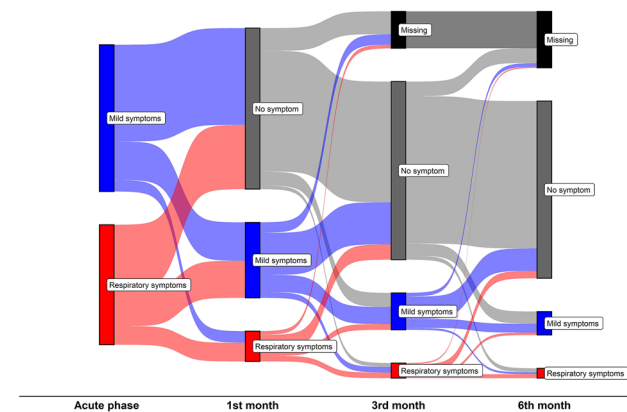 Missing
Missing
Mild symptoms
No symptom
No symptom
No symptom
Mild symptoms
Respiratory symptoms
Mild symptoms
Mild symptoms
Respiratory symptoms
Respiratory symptoms
Respiratory symptoms
Acute phase 1st month 3rd month 6th month